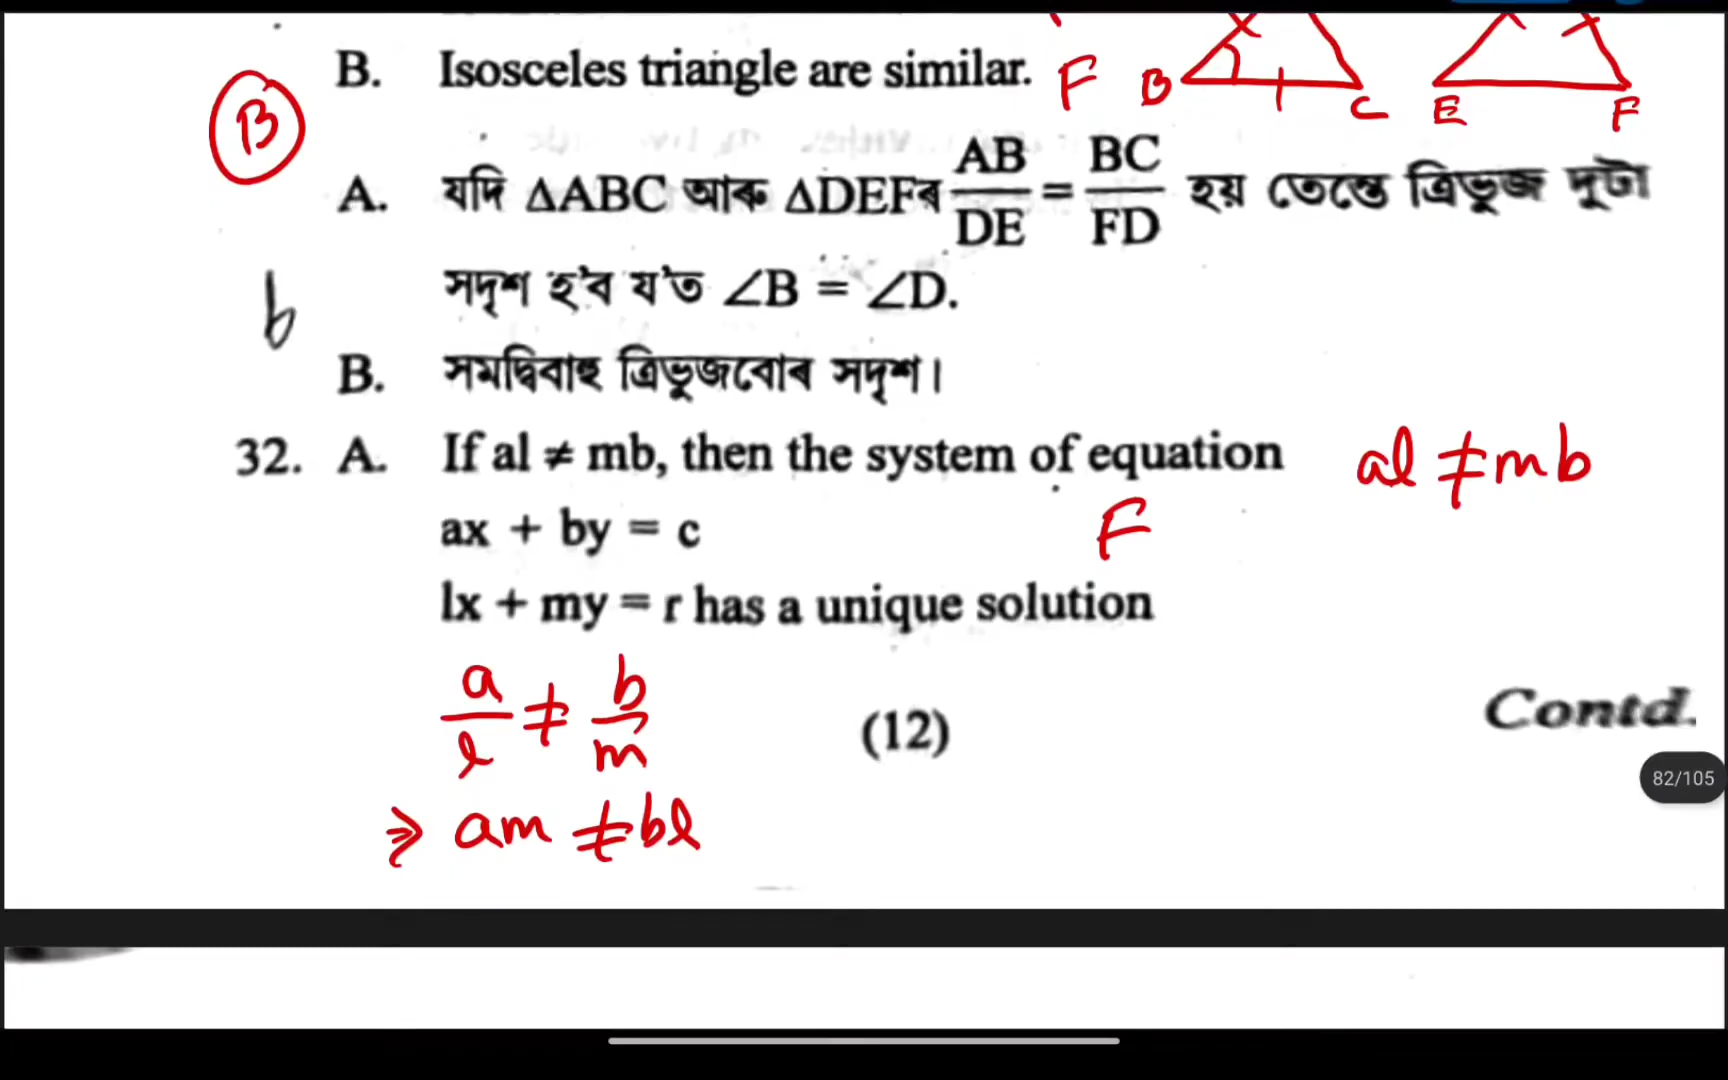 B. Isosceles triangle are similar. F B C E F
B
A. যদি ΔABC আৰু ΔDEFৰ AB/DE = BC/FD হয় তেন্তে ত্ৰিভুজ দুটা
সদৃশ হ'ব য'ত ∠B = ∠D.
b
B. সমদ্বিবাহু ত্ৰিভুজবোৰ সদৃশ।
32. A. If al ≠ mb, then the system of equation al ≠ mb
ax + by = c F
lx + my = r has a unique solution
a/l ≠ b/m
(12) Contd.
82/105
⇒ am ≠ bl